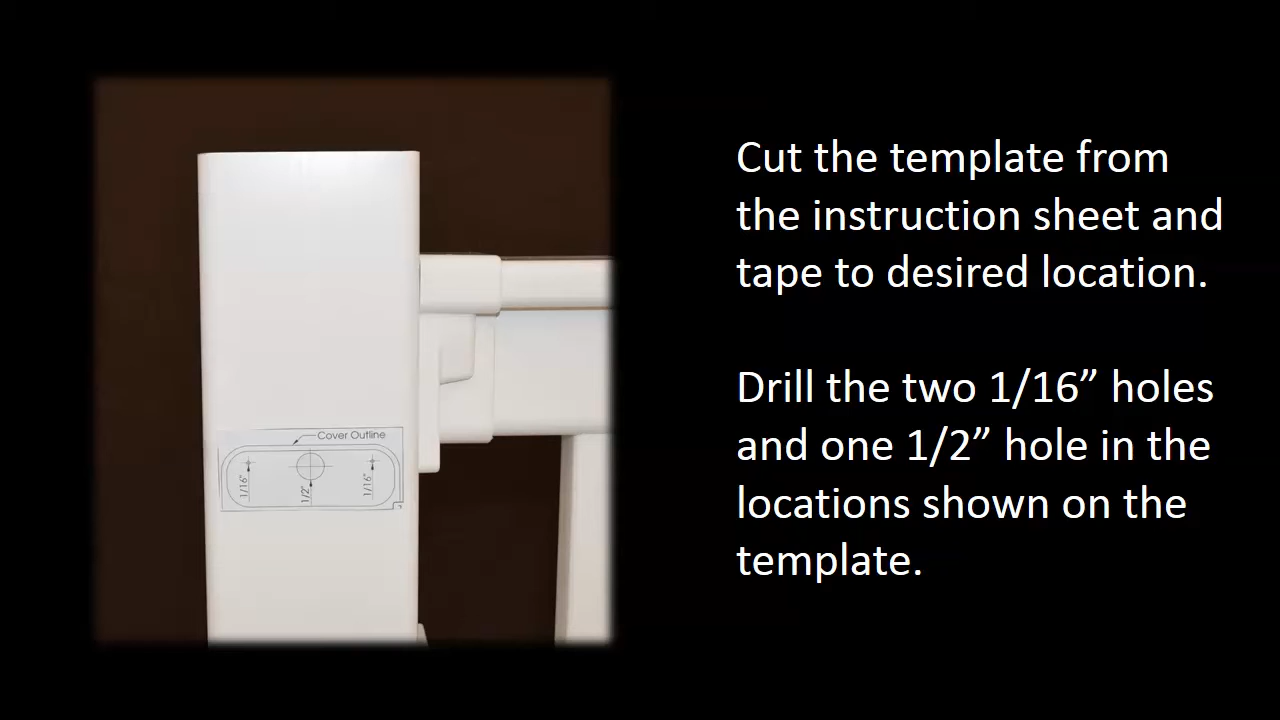 Cut the template from
the instruction sheet and
tape to desired location.
Drill the two 1/16” holes
and one 1/2” hole in the
locations shown on the
template.
Cover Outline
1/16"
1/2"
1/16"